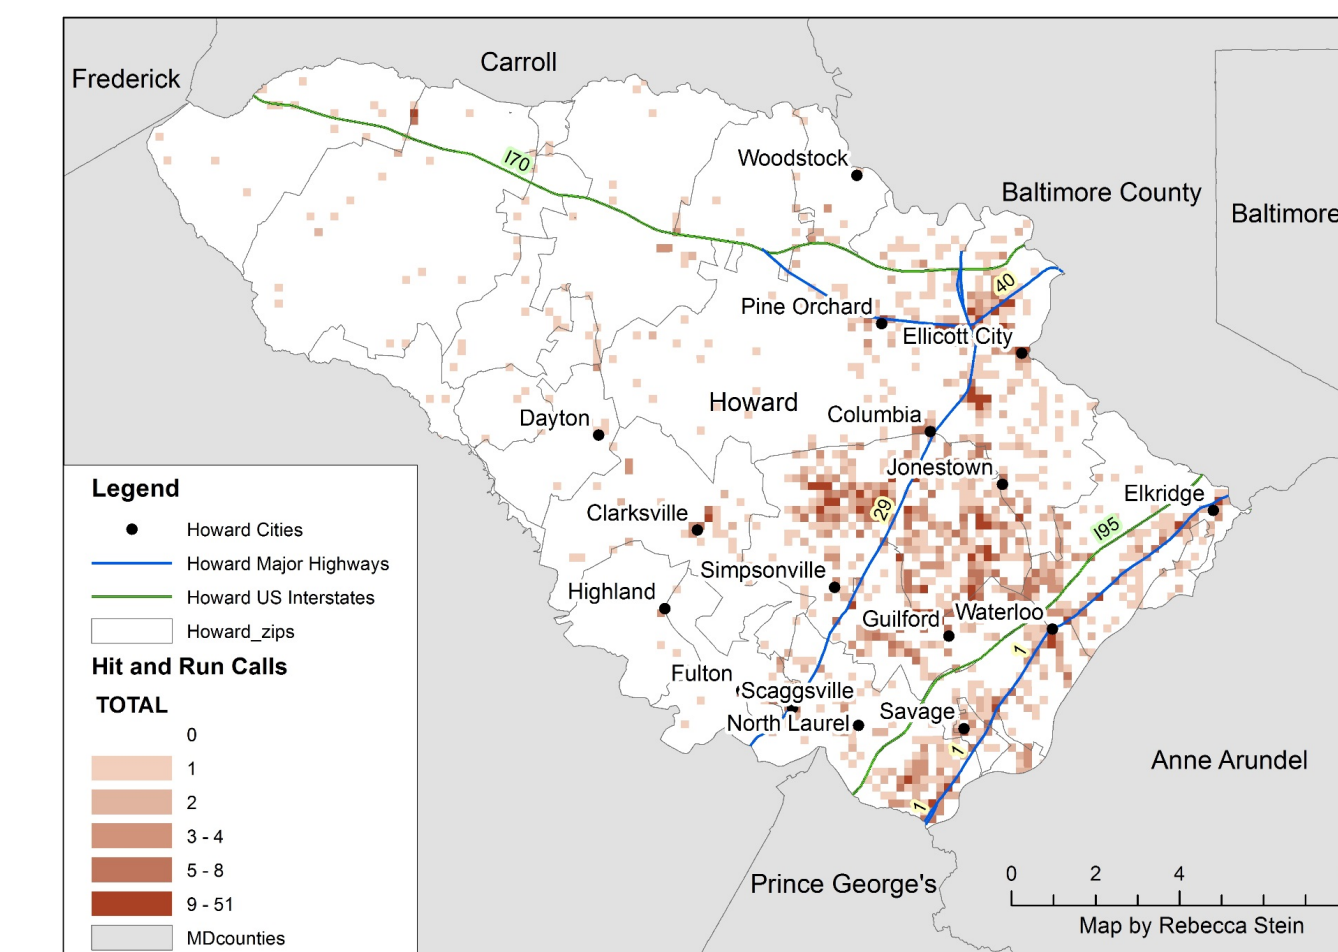 Carroll
Frederick
I70
Woodstock
Baltimore County
Baltimore
40
Pine Orchard
Ellicott City
Howard
Dayton
Columbia
Jonestown
Legend
Elkridge
Howard Cities
Clarksville
29
I95
Howard Major Highways
Simpsonville
Howard US Interstates
Highland
Howard_zips
Guilford
Waterloo
1
Hit and Run Calls
Fulton
Scaggsville
TOTAL
North Laurel
Savage
0
1
1
Anne Arundel
2
1
3 - 4
5 - 8
Prince George's
0 2 4
9 - 51
Map by Rebecca Stein
MDcounties